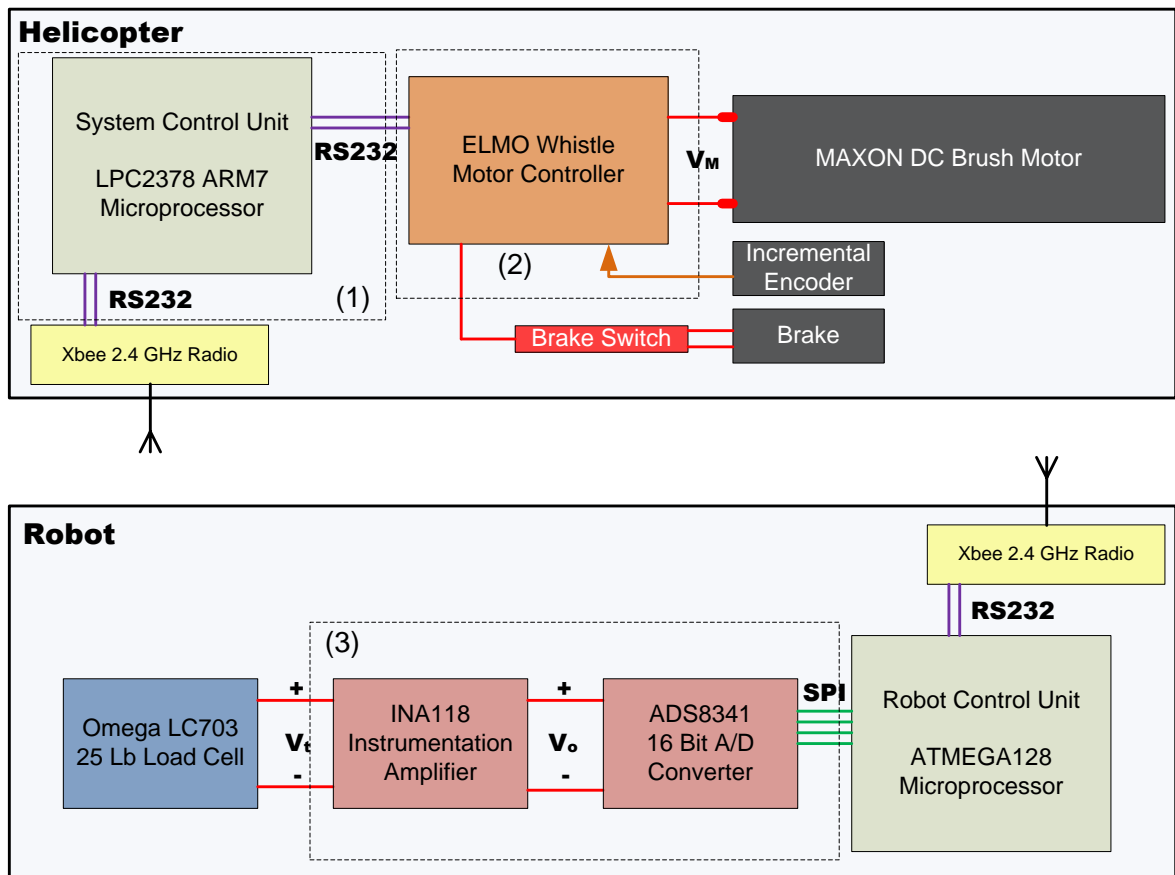 Helicopter
System Control Unit
LPC2378 ARM7
Microprocessor
RS232
ELMO Whistle
Motor Controller
VM
MAXON DC Brush Motor
(2)
Incremental
Encoder
RS232
(1)
Brake Switch
Brake
Xbee 2.4 GHz Radio
Robot
Xbee 2.4 GHz Radio
RS232
(3)
Omega LC703
25 Lb Load Cell
+
Vt
-
INA118
Instrumentation
Amplifier
+
Vo
-
ADS8341
16 Bit A/D
Converter
SPI
Robot Control Unit
ATMEGA128
Microprocessor